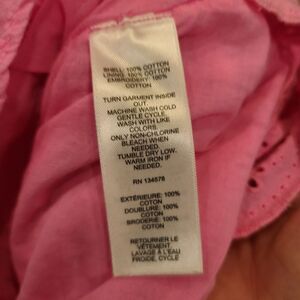 SHELL: 100% COTTON
LINING: 100% COTTON
EMBROIDERY: 100%
COTTON
TURN GARMENT INSIDE
OUT.
MACHINE WASH COLD
GENTLE CYCLE.
WASH WITH LIKE
COLORS.
ONLY NON-CHLORINE
BLEACH WHEN
NEEDED.
TUMBLE DRY LOW.
WARM IRON IF
NEEDED.
RN 134578
EXTÉRIEURE: 100%
COTON
DOUBLURE: 100%
COTON
BRODERIE: 100%
COTON
RETOURNER LE
VÊTEMENT.
LAVAGE À L'EAU
FROIDE, CYCLE